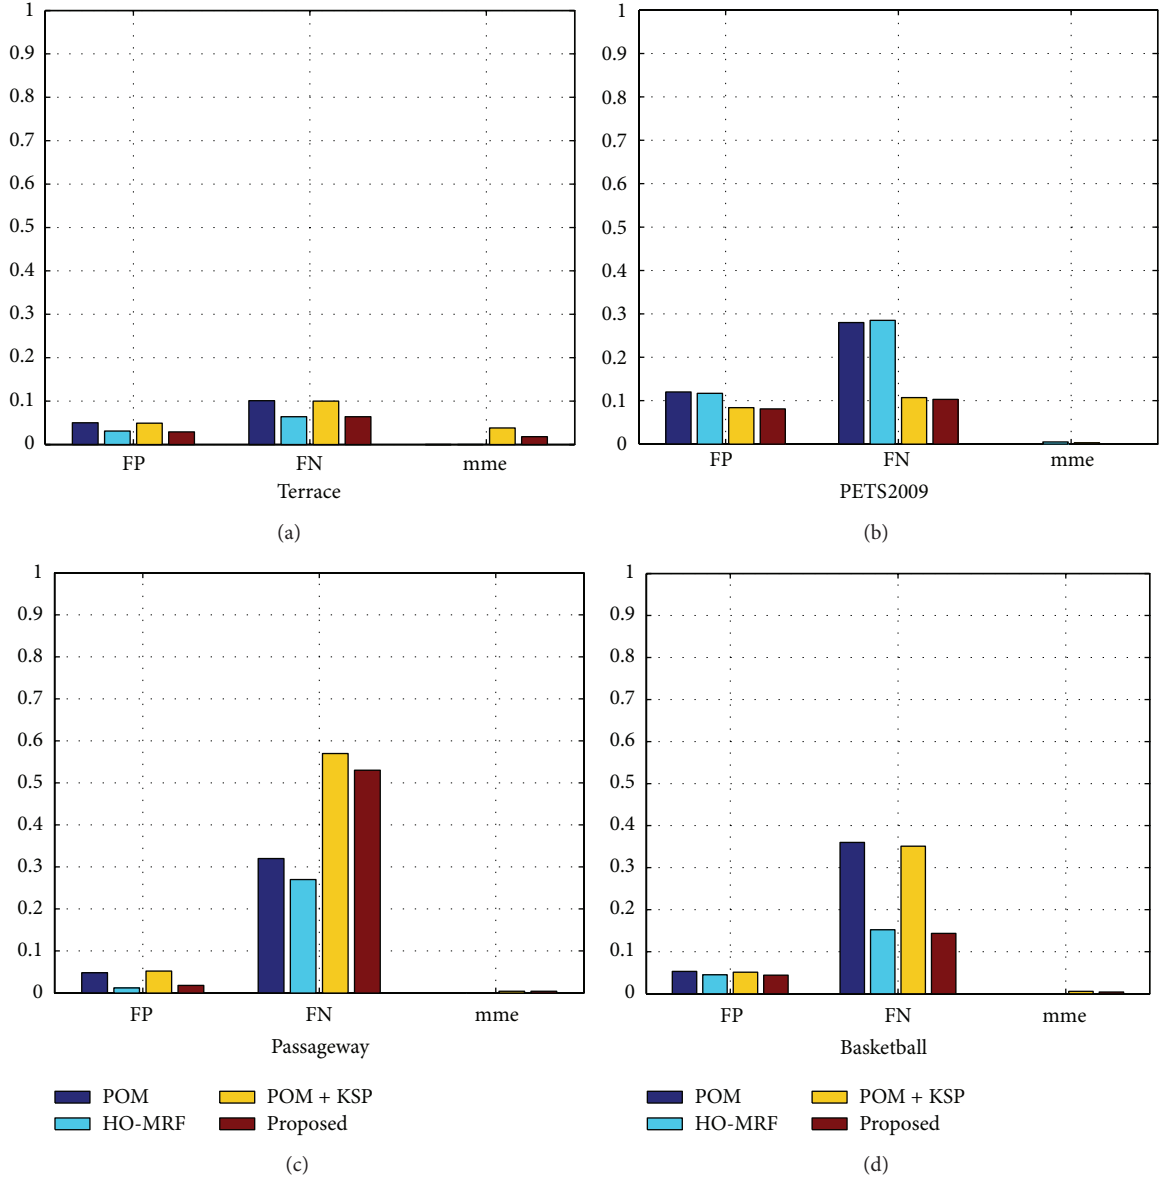 1
0.9
0.8
0.7
0.6
0.5
0.4
0.3
0.2
0.1
0
FP FN mme
Terrace
(a)
1
0.9
0.8
0.7
0.6
0.5
0.4
0.3
0.2
0.1
0
FP FN mme
PETS2009
(b)
1
0.9
0.8
0.7
0.6
0.5
0.4
0.3
0.2
0.1
0
FP FN mme
Passageway
POM POM + KSP
HO-MRF Proposed
(c)
1
0.9
0.8
0.7
0.6
0.5
0.4
0.3
0.2
0.1
0
FP FN mme
Basketball
POM POM + KSP
HO-MRF Proposed
(d)